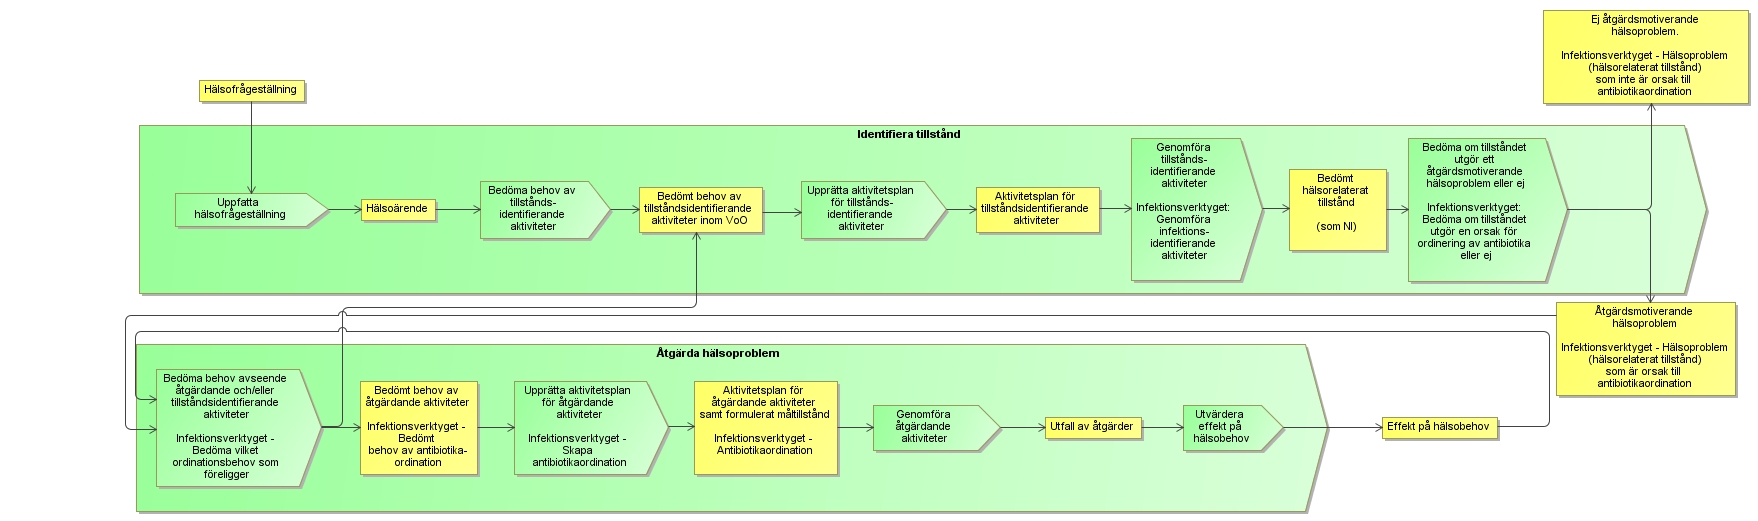 Ej åtgärdsmotiverande
hälsoproblem.
Infektionsverktyget - Hälsoproblem
(hälsorelaterat tillstånd)
som inte är orsak till
antibiotikaordination
Hälsofrågeställning
Identifiera tillstånd
Uppfatta
hälsofrågeställning
Hälsoärende
Bedöma behov av
tillstånds-
identifierande
aktiviteter
Bedömt behov av
tillståndsidentifierande
aktiviteter inom VoO
Upprätta aktivitetsplan
för tillstånds-
identifierande
aktiviteter
Aktivitetsplan för
tillståndsidentifierande
aktiviteter
Genomföra
tillstånds-
identifierande
aktiviteter
Infektionsverktyget:
Genomföra
infektions-
identifierande
aktiviteter
Bedömt
hälsorelaterat
tillstånd
(som NI)
Bedöma om tillståndet
utgör ett
åtgärdsmotiverande
hälsoproblem eller ej
Infektionsverktyget:
Bedöma om tillståndet
utgör en orsak för
ordinering av antibiotika
eller ej
Åtgärdsmotiverande
hälsoproblem
Infektionsverktyget - Hälsoproblem
(hälsorelaterat tillstånd)
som är orsak till
antibiotikaordination
Åtgärda hälsoproblem
Bedöma behov avseende
åtgärdande och/eller
tillståndsidentifierande
aktiviteter
Infektionsverktyget -
Bedöma vilket
ordinationsbehov som
föreligger
Bedömt behov av
åtgärdande aktiviteter
Infektionsverktyget -
Bedömt
behov av antibiotika-
ordination
Upprätta aktivitetsplan
för åtgärdande
aktiviteter
Infektionsverktyget -
Skapa
antibiotikaordination
Aktivitetsplan för
åtgärdande aktiviteter
samt formulerat måltillstånd
Infektionsverktyget -
Antibiotikaordination
Genomföra
åtgärdande
aktiviteter
Utfall av åtgärder
Utvärdera
effekt på
hälsobehov
Effekt på hälsobehov